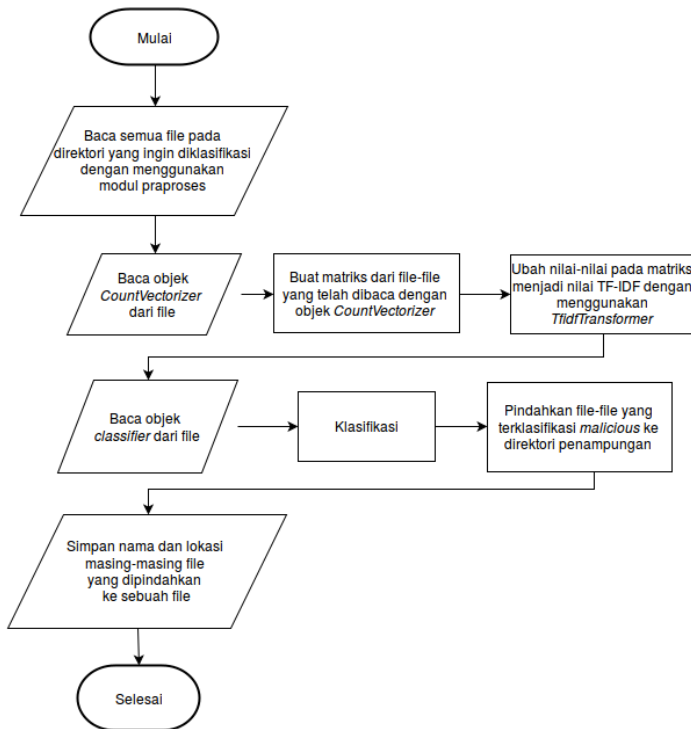 Mulai
Baca semua file pada
direktori yang ingin diklasifikasi
dengan menggunakan
modul praproses
Baca objek
CountVectorizer
dari file
Buat matriks dari file-file
yang telah dibaca dengan
objek CountVectorizer
Ubah nilai-nilai pada matriks
menjadi nilai TF-IDF dengan
menggunakan
TfidfTransformer
Baca objek
classifier dari file
Klasifikasi
Pindahkan file-file yang
terklasifikasi malicious ke
direktori penampungan
Simpan nama dan lokasi
masing-masing file
yang dipindahkan
ke sebuah file
Selesai